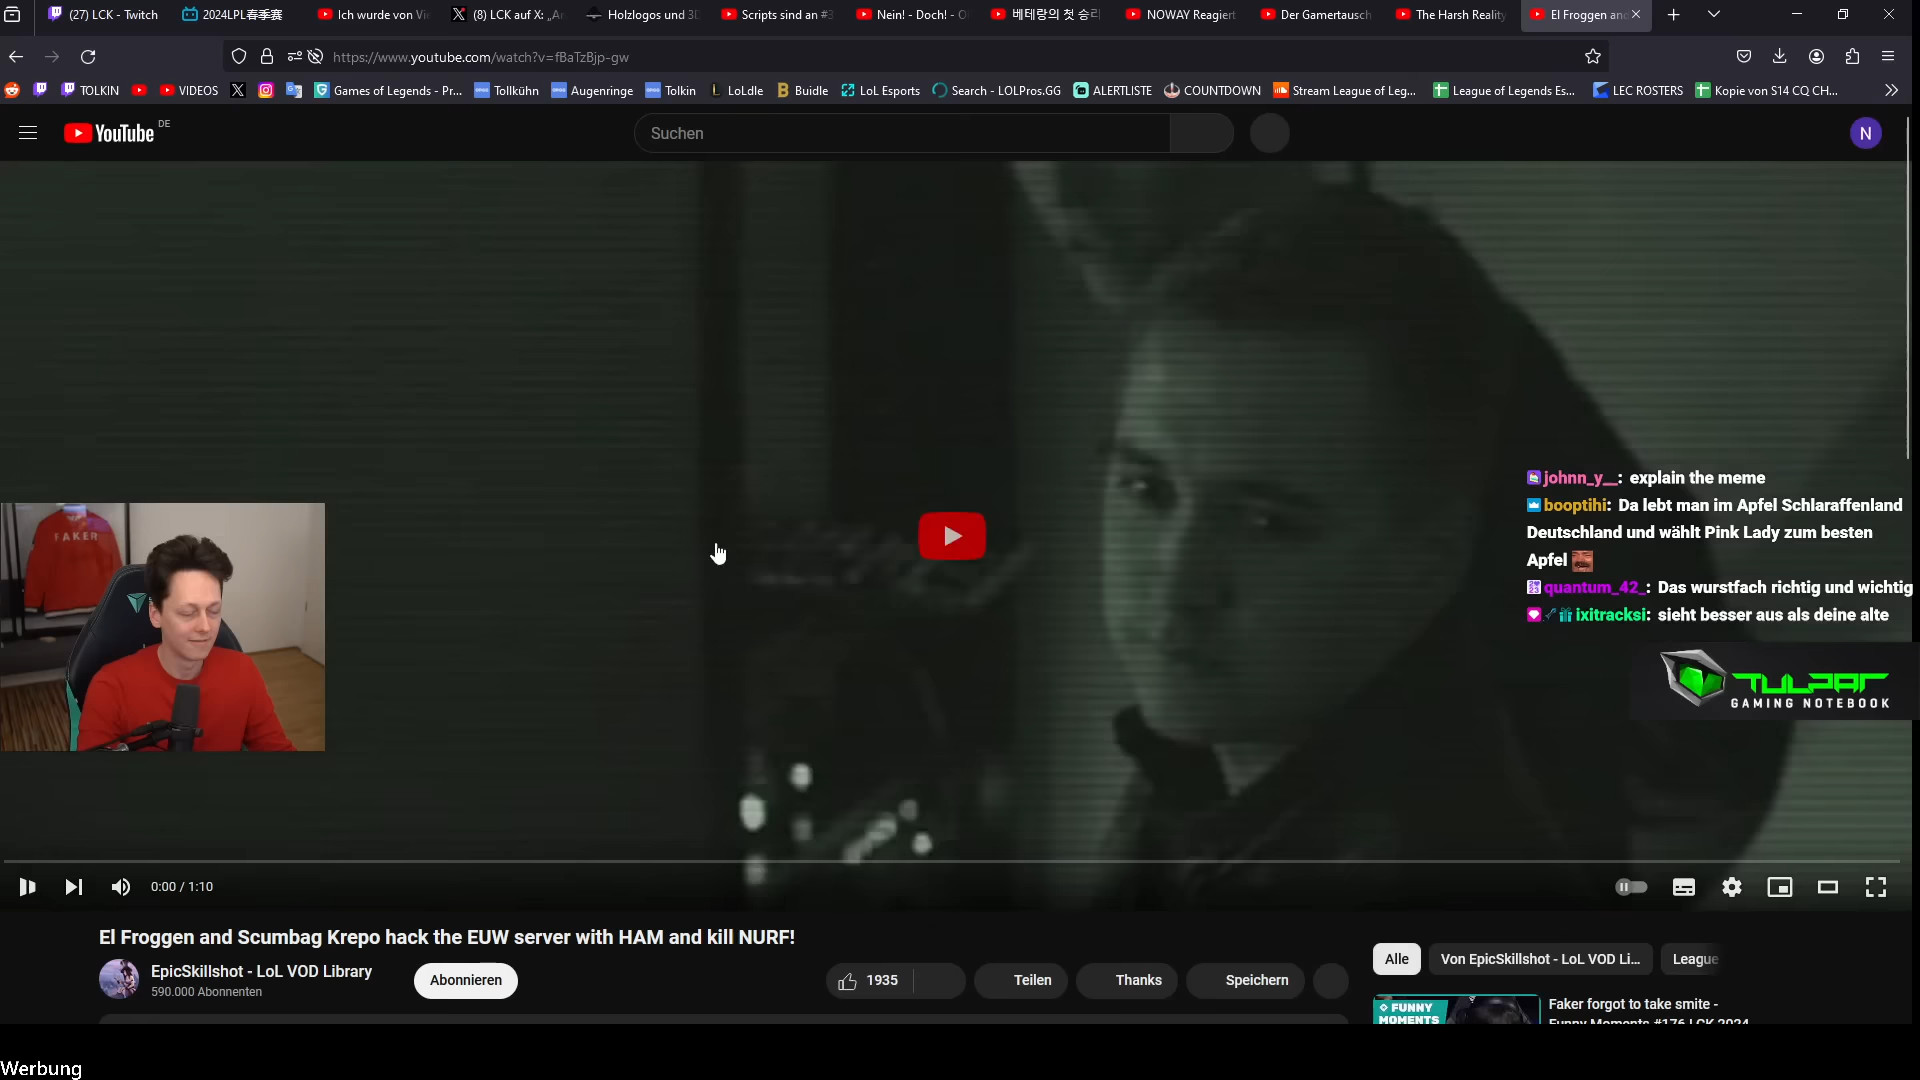 (27) LCK - Twitch
2024LPL春季赛
Ich wurde von Vi
(8) LCK auf X: „A
Holzlogos und 3D
Scripts sind an #3
Nein! - Doch! - O
베테랑의 첫 승리
NOWAY Reagiert
Der Gamertausch
The Harsh Reality
El Froggen and
https://www.youtube.com/watch?v=fBaTzBjp-gw
TOLKIN
VIDEOS
Games of Legends - Pr...
Tollkühn
Augenringe
Tolkin
LoLdle
Buidle
LoL Esports
Search - LOLPros.GG
ALERTLISTE
COUNTDOWN
Stream League of Leg...
League of Legends Es...
LEC ROSTERS
Kopie von S14 CQ CH...
YouTube DE
Suchen
N
FAKER
johnn_y__: explain the meme
booptihi: Da lebt man im Apfel Schlaraffenland
Deutschland und wählt Pink Lady zum besten
Apfel
quantum_42_: Das wurstfach richtig und wichtig
ixitracksi: sieht besser aus als deine alte
TULPAR
GAMING NOTEBOOK
0:00 / 1:10
El Froggen and Scumbag Krepo hack the EUW server with HAM and kill NURF!
EpicSkillshot - LoL VOD Library
590.000 Abonnenten
Abonnieren
1935
Teilen
Thanks
Speichern
Alle
Von EpicSkillshot - LoL VOD Li...
League
FUNNY
MOMENTS
Faker forgot to take smite -
Funny Moments #176 LCK 2024
Werbung